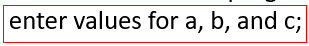 enter values for a, b, and c;